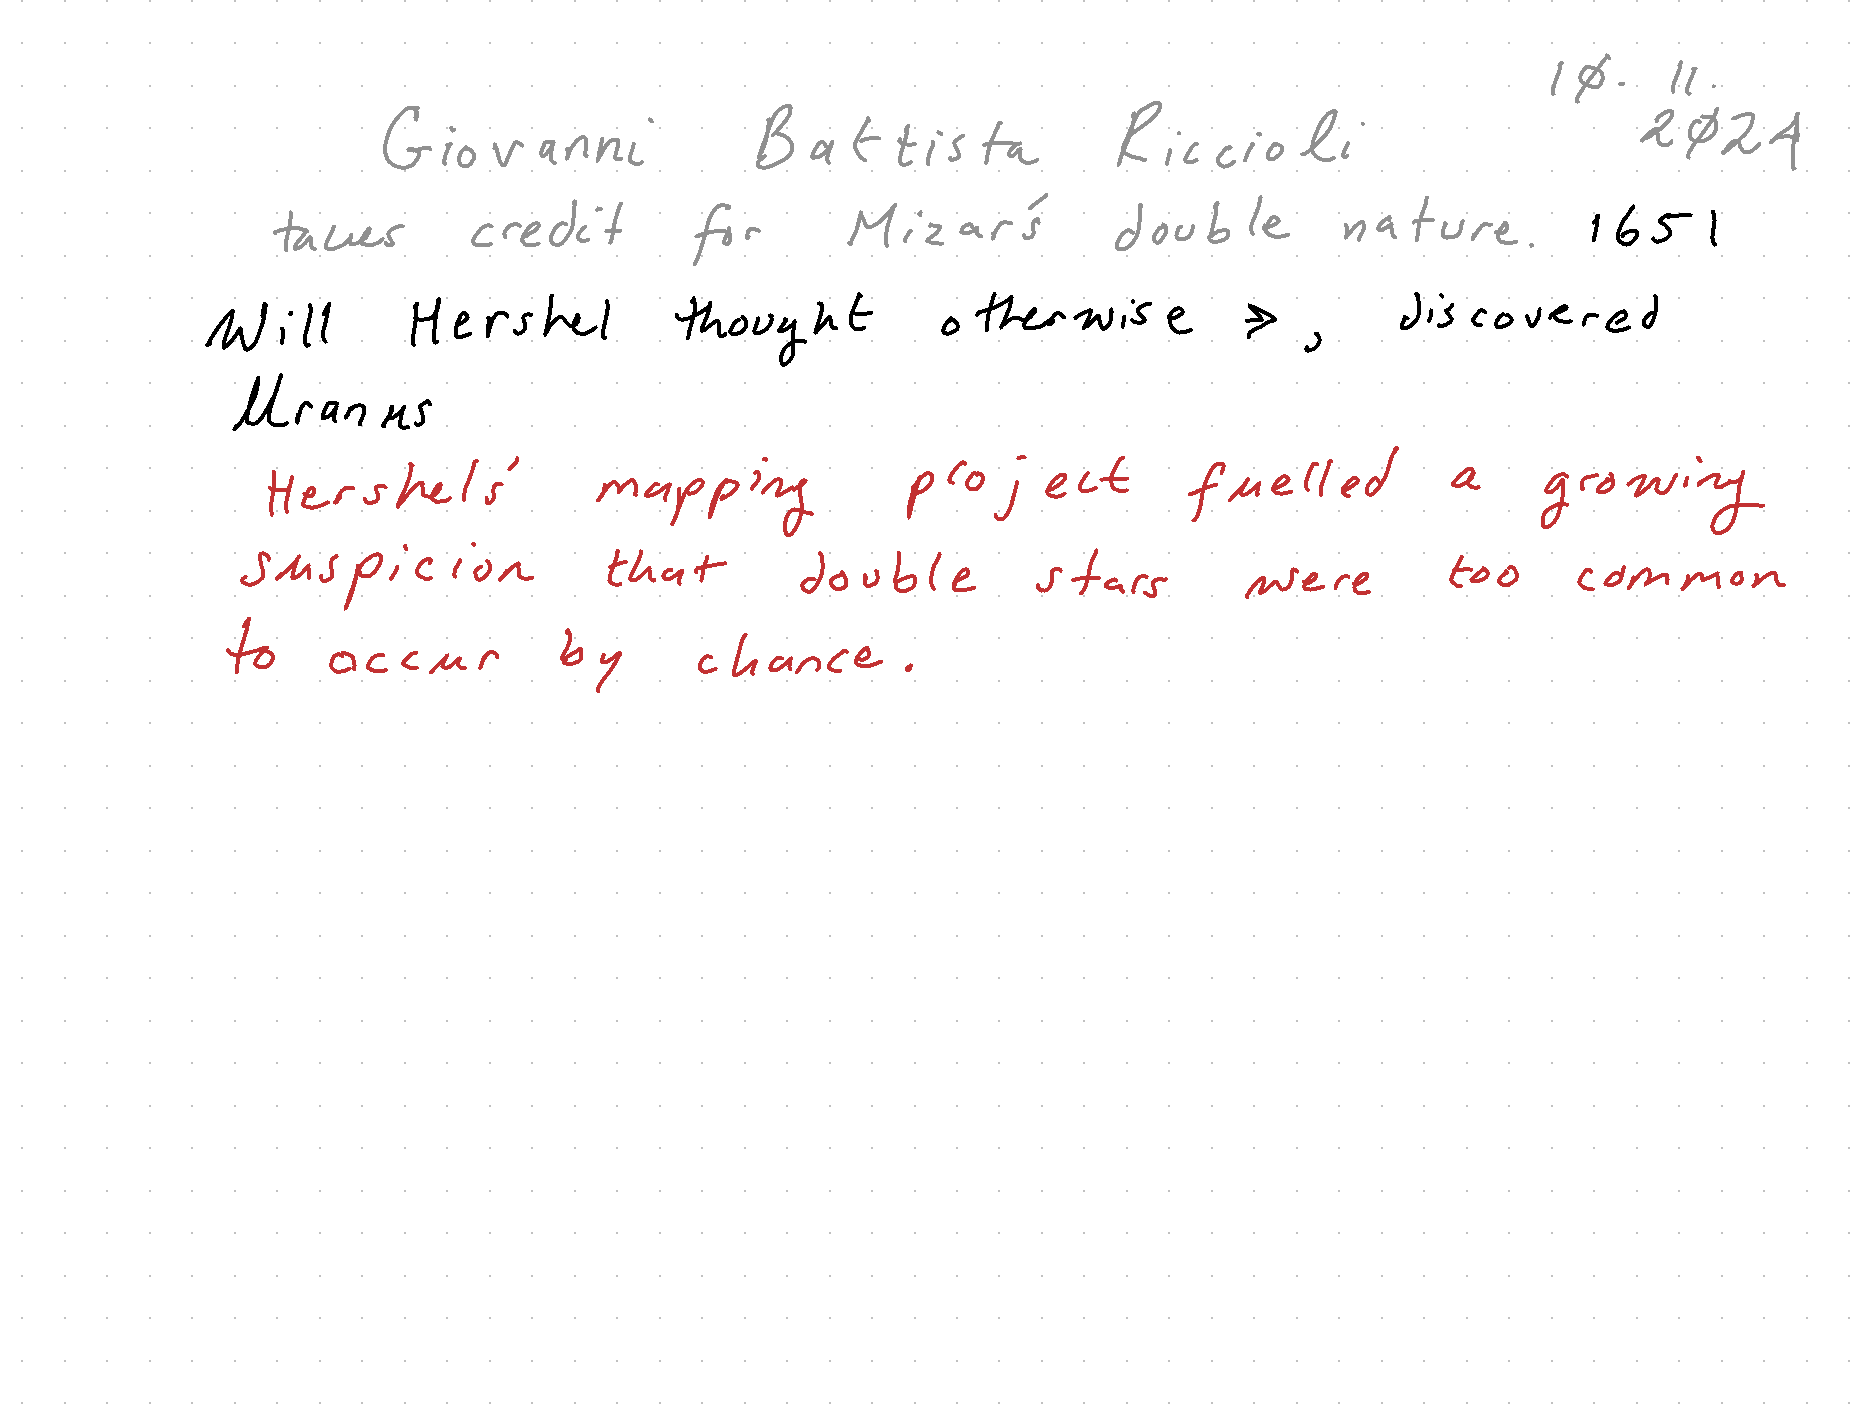 10. 11.
2024
Giovanni Battista Riccioli
takes credit for Mizar's double nature. 1651
Will Hershel thought otherwise >>, discovered
Uranus
Hershels' mapping project fuelled a growing
suspicion that double stars were too common
to occur by chance.